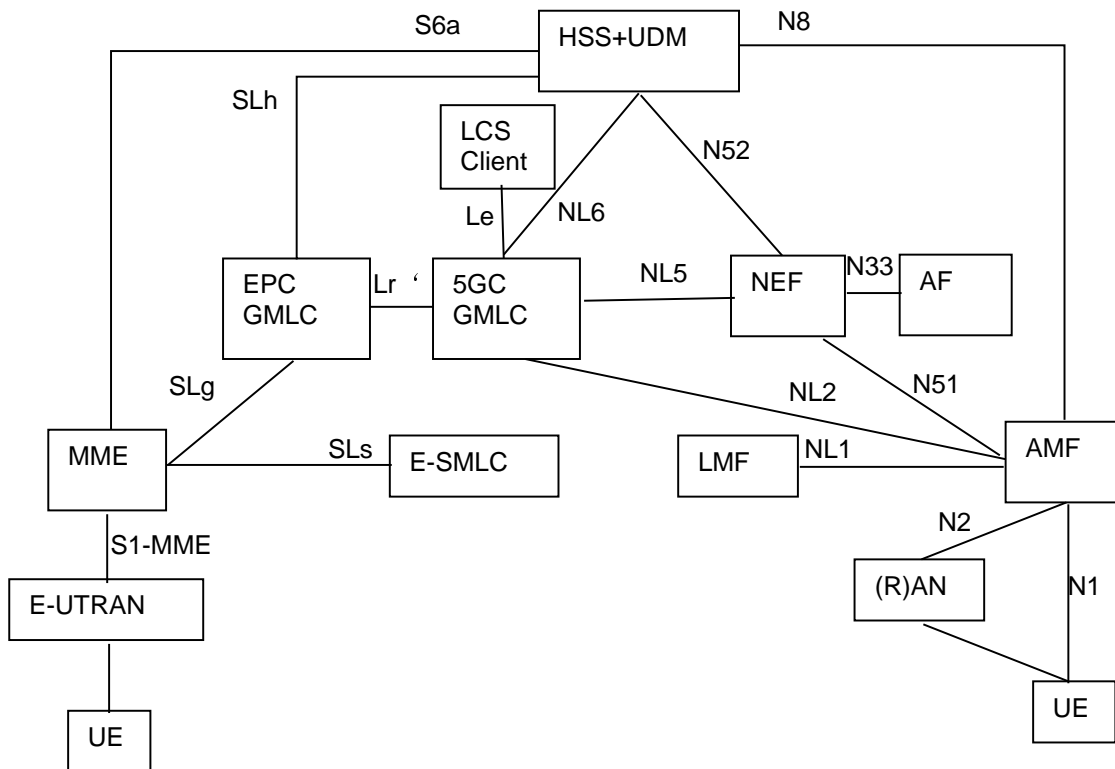 S6a
HSS+UDM
N8
SLh
LCS
Client
N52
Le
NL6
EPC
GMLC
Lr ‘
5GC
GMLC
NL5
NEF
N33
AF
SLg
NL2
N51
MME
SLs
E-SMLC
LMF
NL1
AMF
S1-MME
N2
E-UTRAN
(R)AN
N1
UE
UE